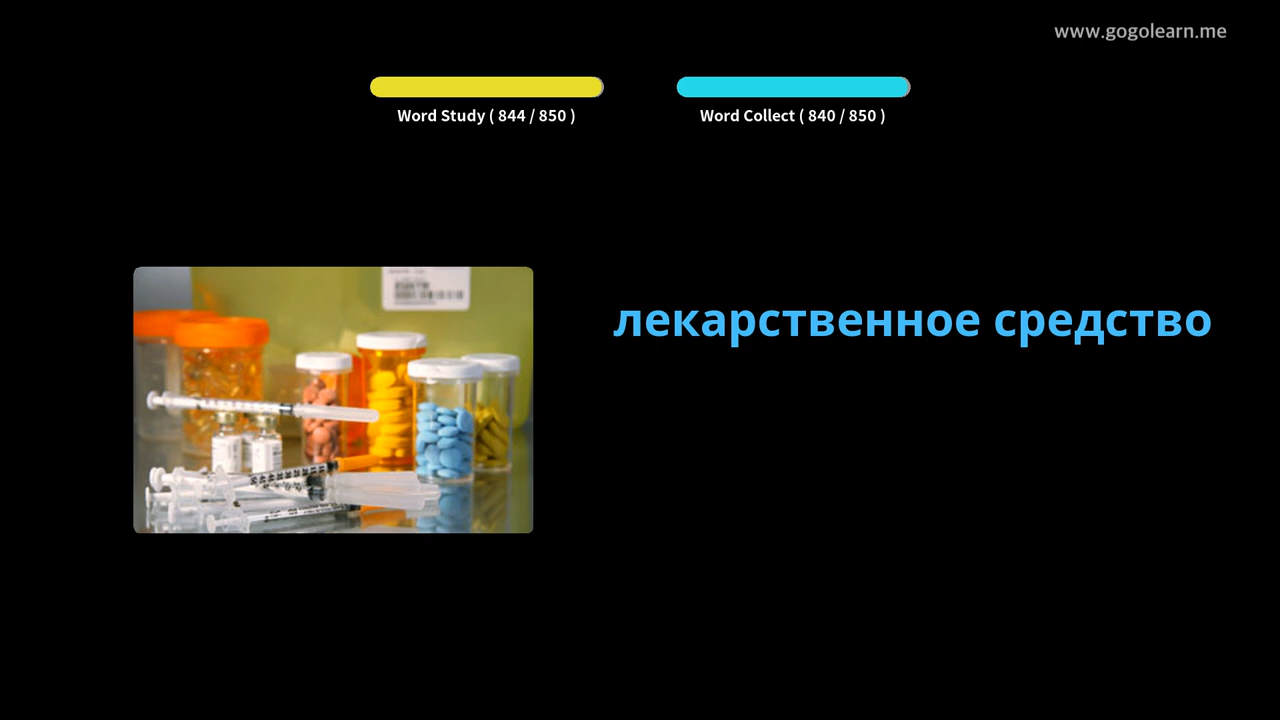 www.gogolearn.me
Word Study ( 844 / 850 )
Word Collect ( 840 / 850 )
лекарственное средство